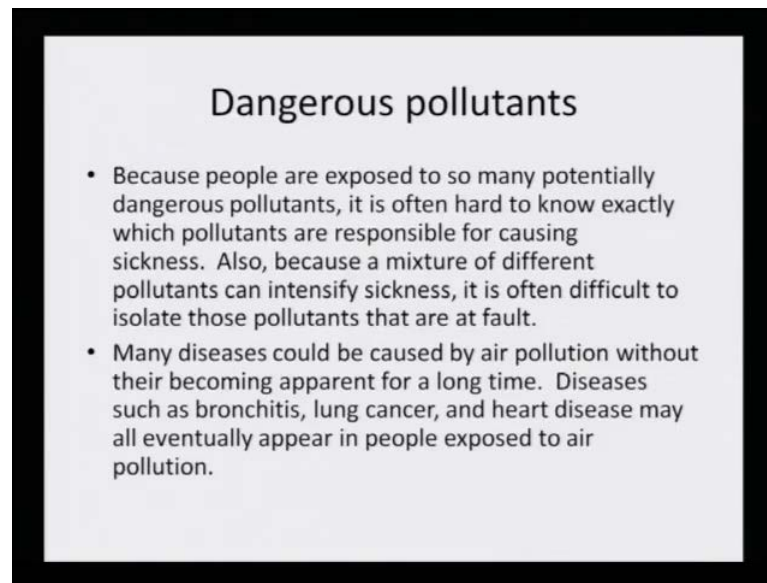 Dangerous pollutants
• Because people are exposed to so many potentially
dangerous pollutants, it is often hard to know exactly
which pollutants are responsible for causing
sickness.  Also, because a mixture of different
pollutants can intensify sickness, it is often difficult to
isolate those pollutants that are at fault.
• Many diseases could be caused by air pollution without
their becoming apparent for a long time.  Diseases
such as bronchitis, lung cancer, and heart disease may
all eventually appear in people exposed to air
pollution.